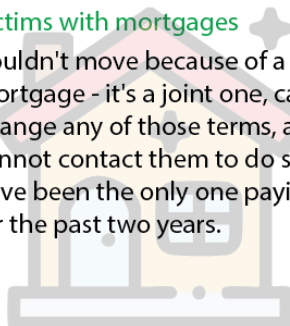 ctims with mortgages
ouldn't move because of a
ortgage - it's a joint one, ca
ange any of those terms, a
nnot contact them to do s
ve been the only one payi
r the past two years.